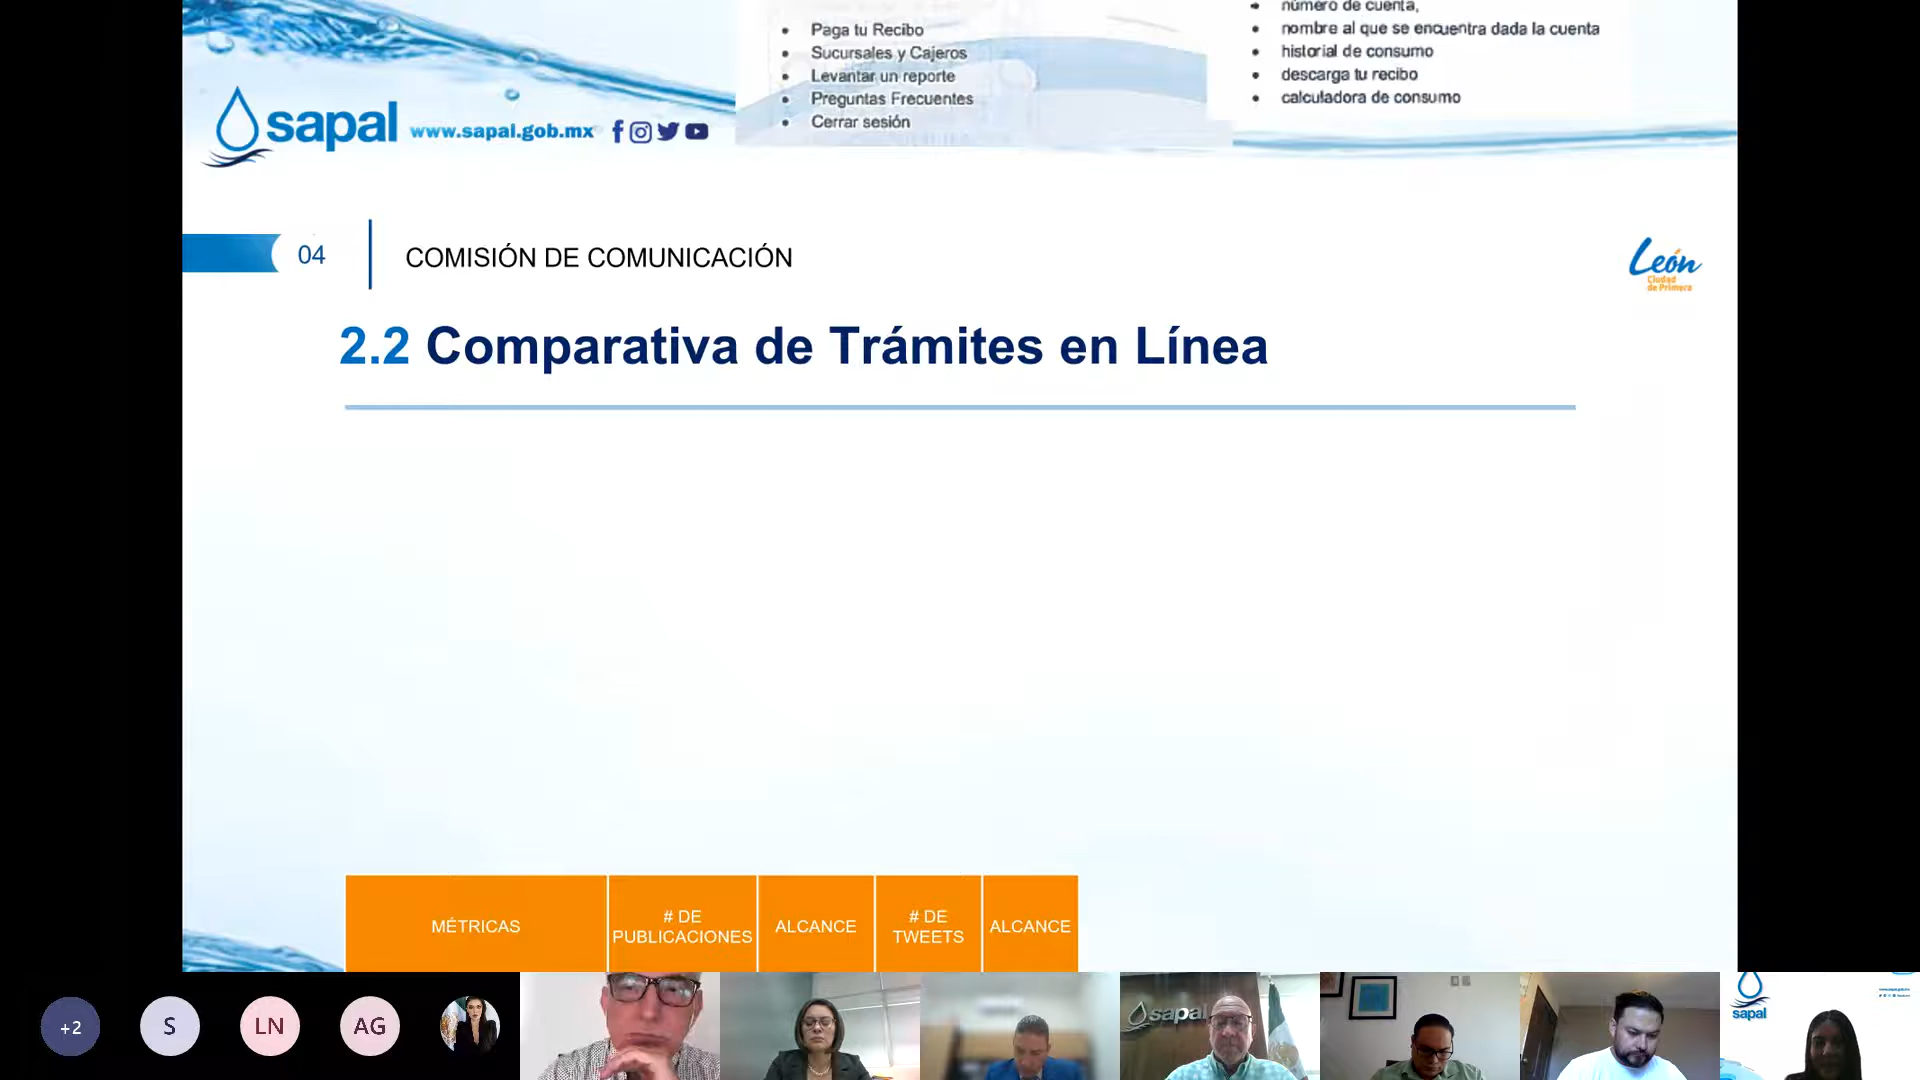 número de cuenta,
Paga tu Recibo
nombre al que se encuentra dada la cuenta
Sucursales y Cajeros
historial de consumo
Levantar un reporte
descarga tu recibo
Preguntas Frecuentes
calculadora de consumo
Cerrar sesión
sapal www.sapal.gob.mx
04
COMISIÓN DE COMUNICACIÓN
León
Ciudad
de Primera
2.2 Comparativa de Trámites en Línea
MÉTRICAS
# DE
PUBLICACIONES
ALCANCE
# DE
TWEETS
ALCANCE
+2
S
LN
AG
sapal
sapal